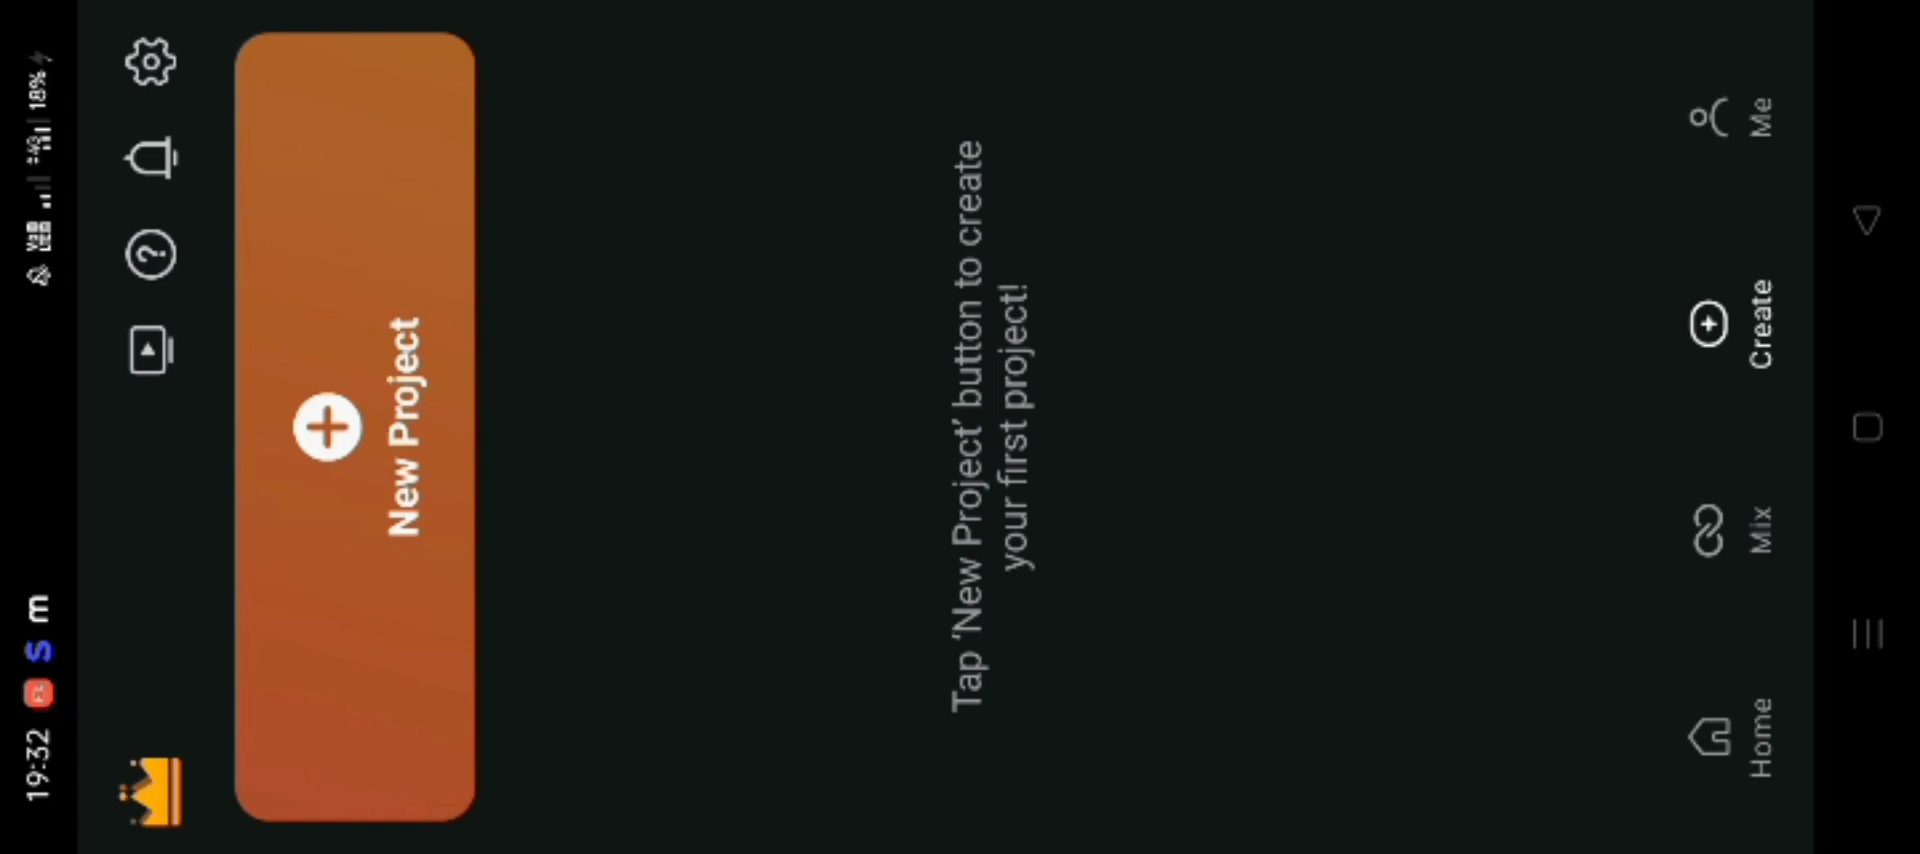 19:32 S m 18%
New Project
Tap 'New Project' button to create
your first project!
Home Mix Create Me